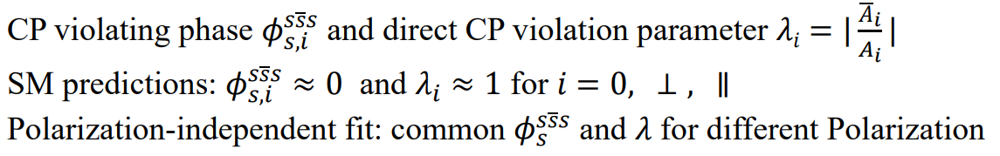 CP violating phase $\phi_{s,i}^{s\bar{s}s}$ and direct CP violation parameter $\lambda_i = |\frac{\bar{A}_i}{A_i}|$
SM predictions: $\phi_{s,i}^{s\bar{s}s} \approx 0$ and $\lambda_i \approx 1$ for $i = 0, \perp, \parallel$
Polarization-independent fit: common $\phi_s^{s\bar{s}s}$ and $\lambda$ for different Polarization